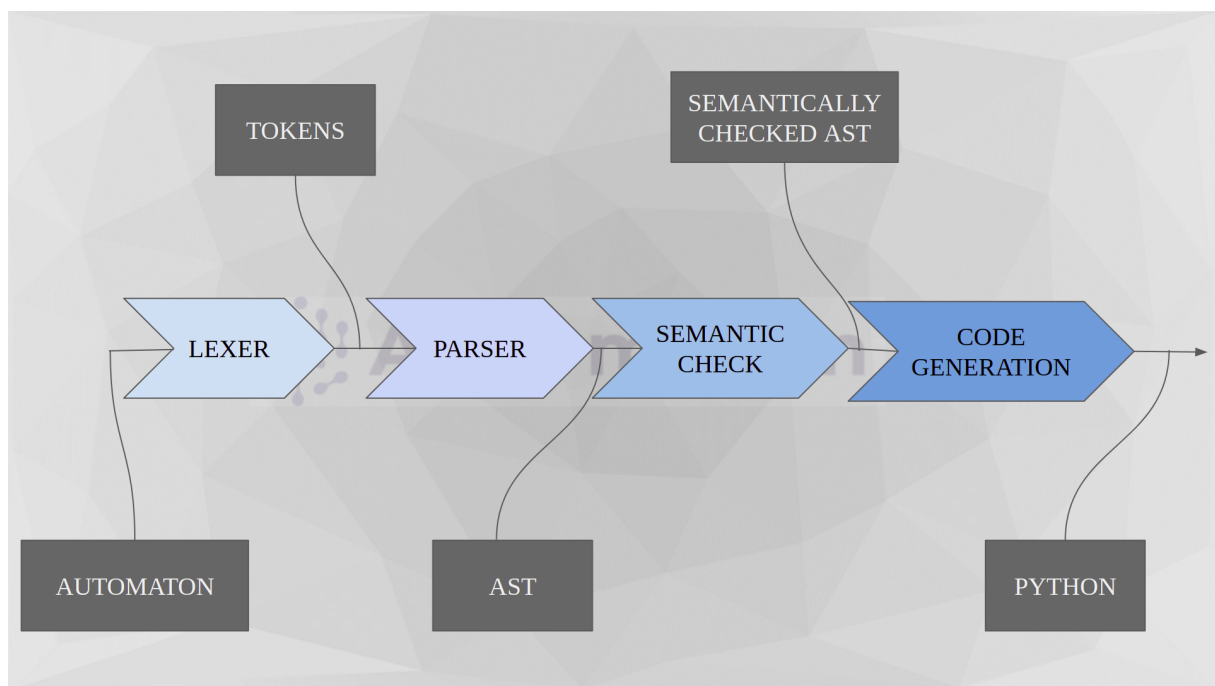 TOKENS
SEMANTICALLY
CHECKED AST
LEXER
PARSER
SEMANTIC
CHECK
CODE
GENERATION
AUTOMATON
AST
PYTHON